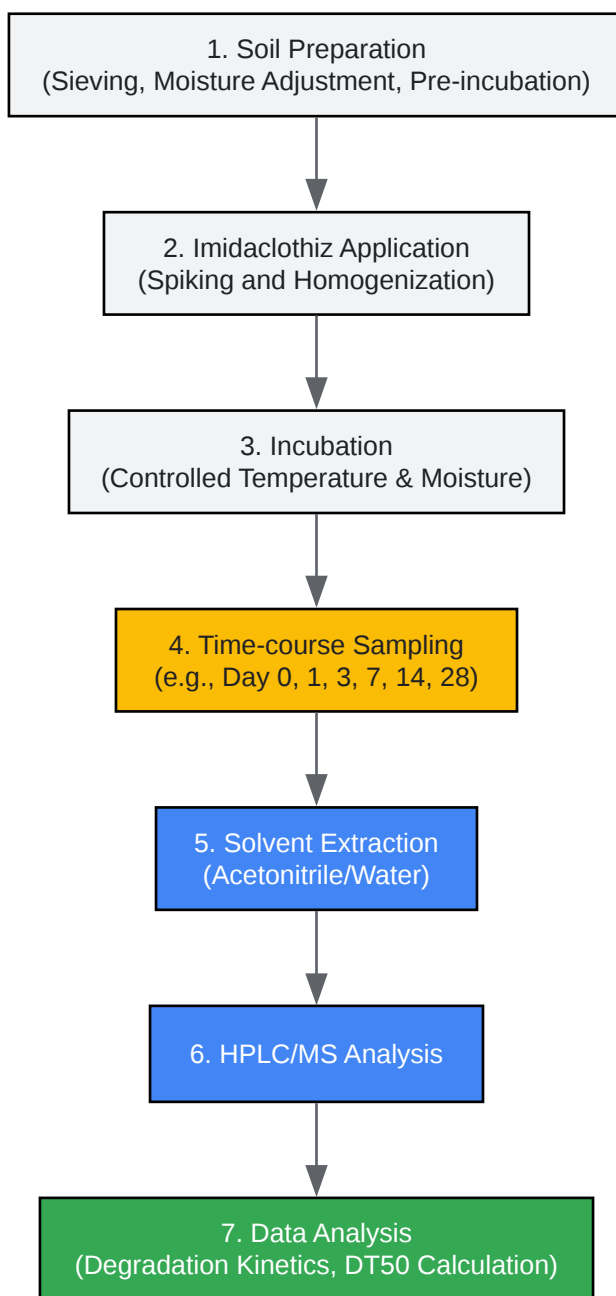 1. Soil Preparation
(Sieving, Moisture Adjustment, Pre-incubation)
2. Imidaclothiz Application
(Spiking and Homogenization)
3. Incubation
(Controlled Temperature & Moisture)
4. Time-course Sampling
(e.g., Day 0, 1, 3, 7, 14, 28)
5. Solvent Extraction
(Acetonitrile/Water)
6. HPLC/MS Analysis
7. Data Analysis
(Degradation Kinetics, DT50 Calculation)